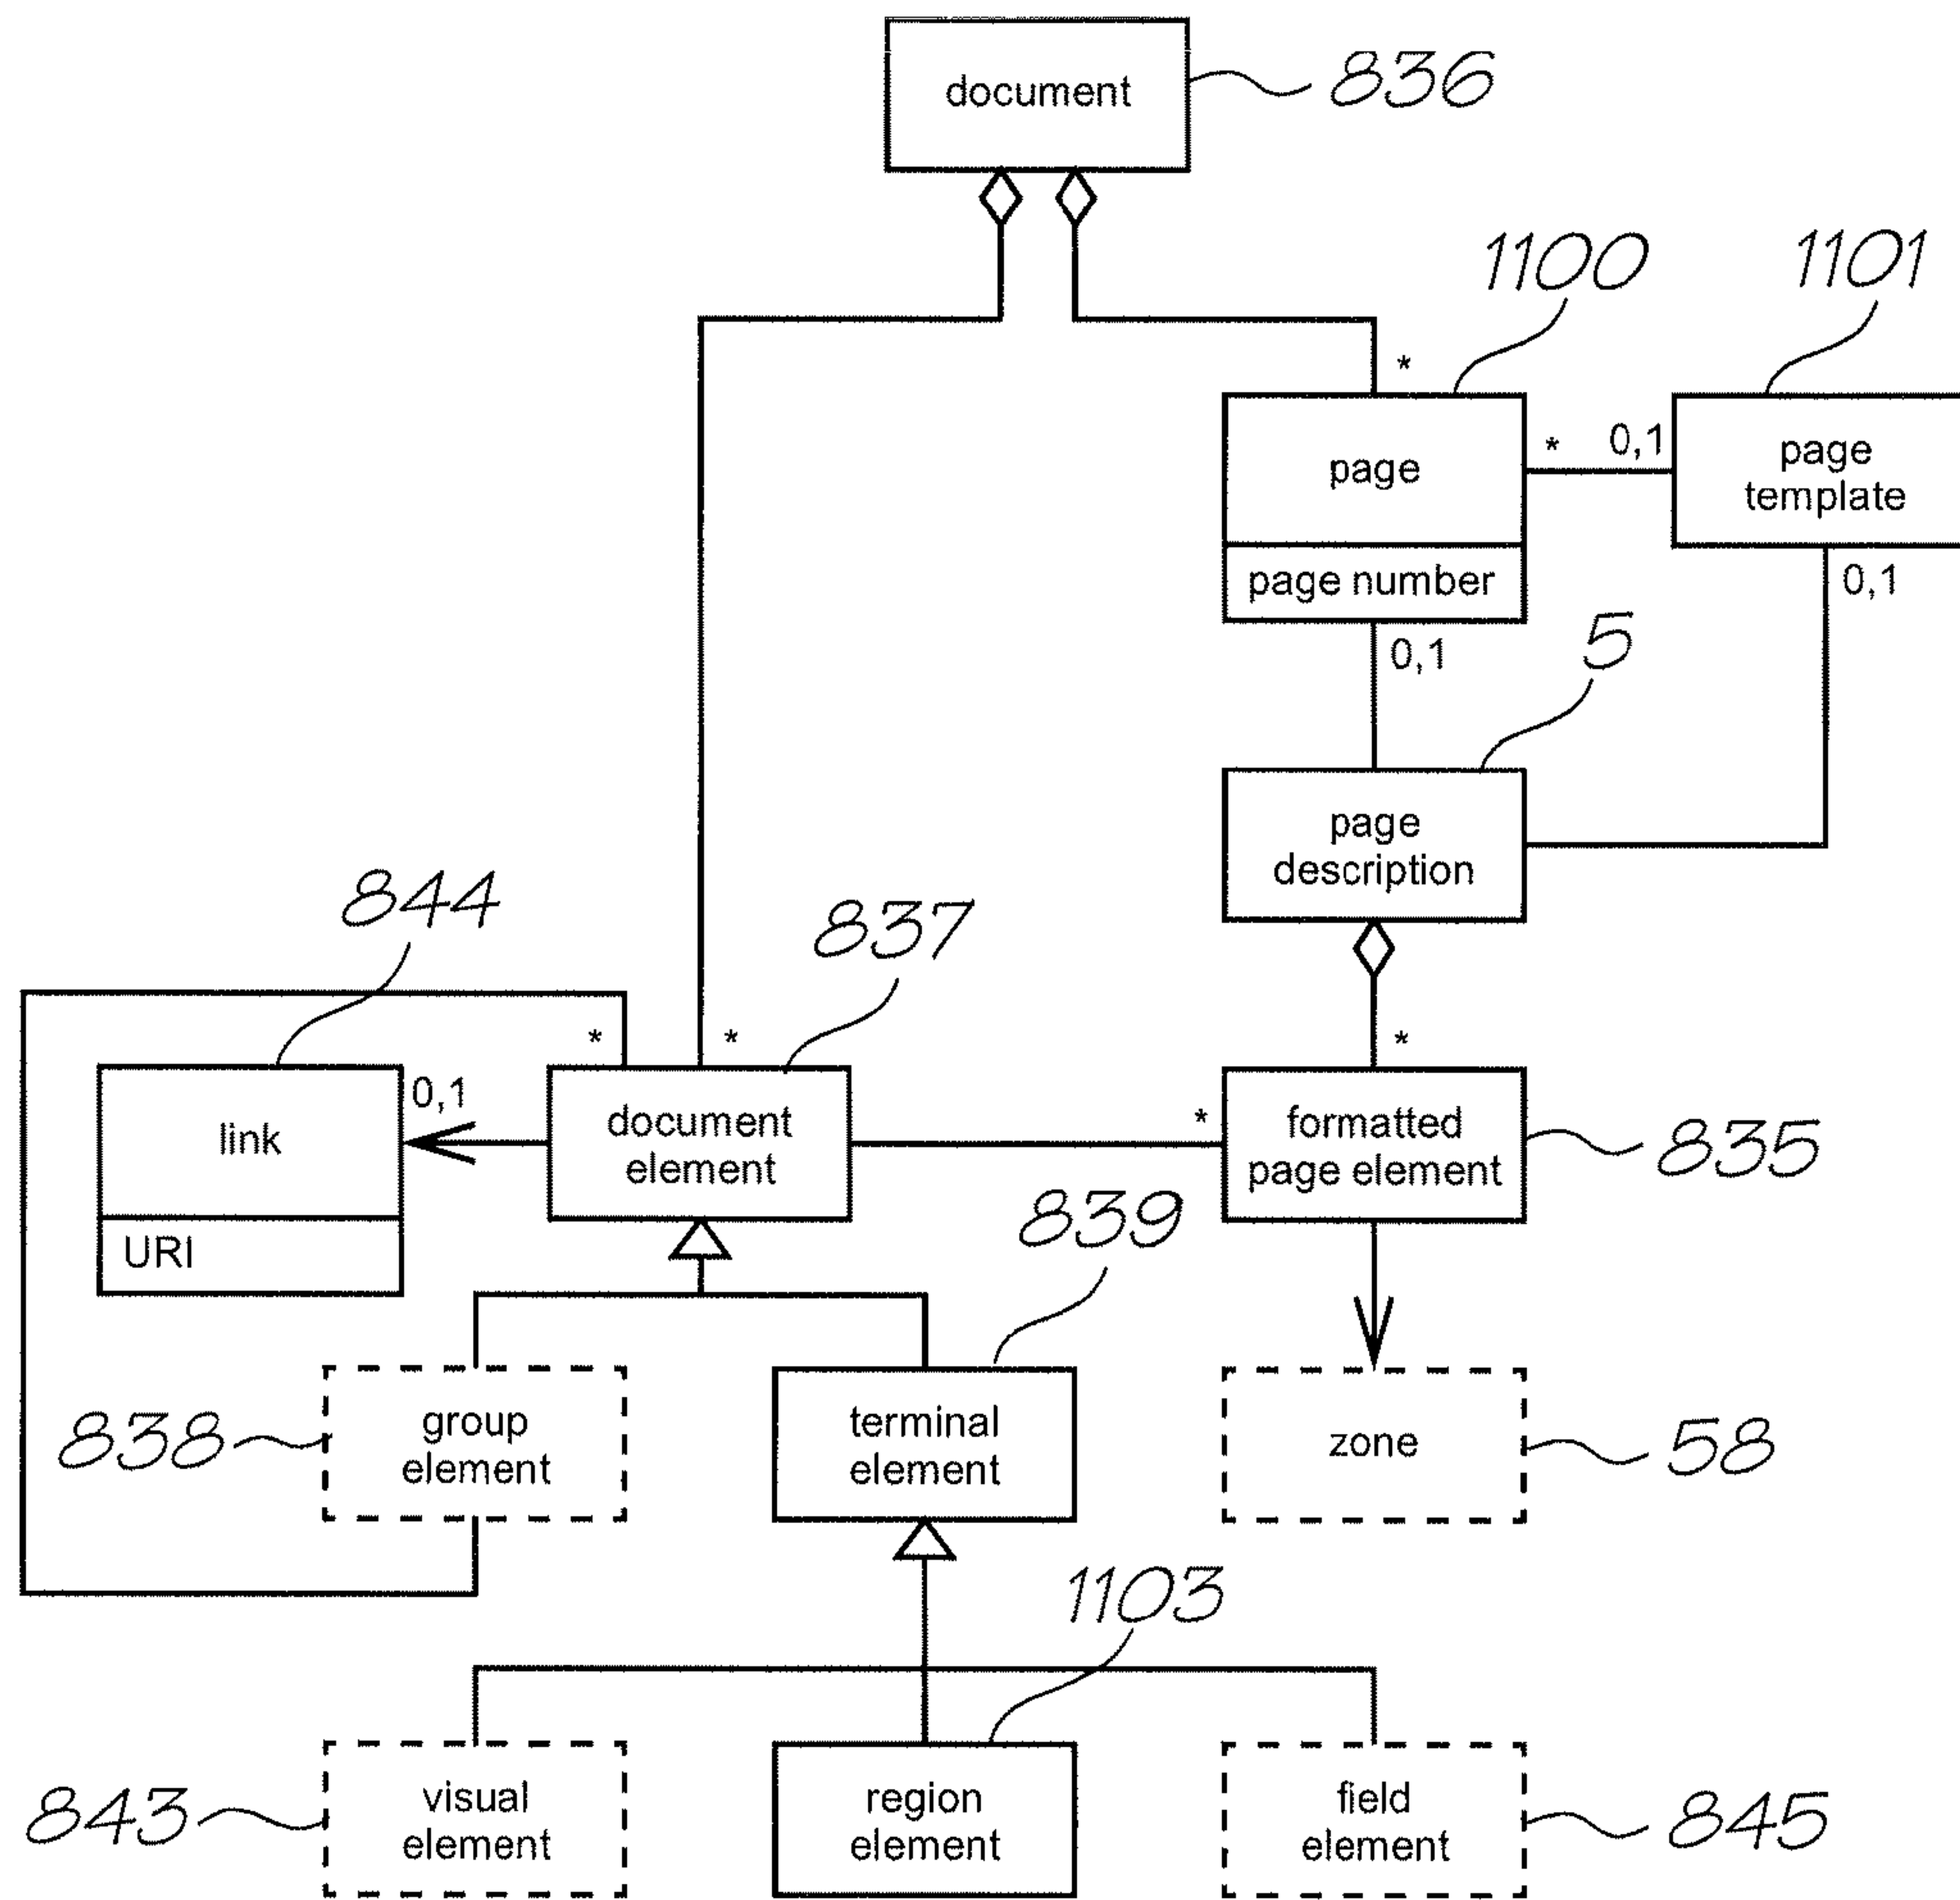 document
836
1100
1101
*
page
*
0,1
page
template
page number
0,1
0,1
5
page
description
844
837
*
*
*
0,1
link
document
element
*
formatted
page element
835
URI
839
838
group
element
terminal
element
zone
58
1103
843
visual
element
region
element
field
element
845